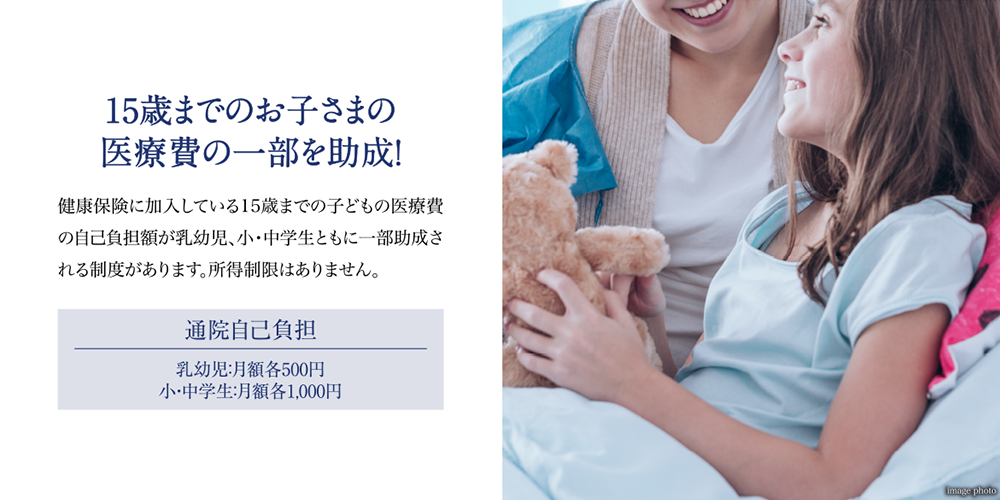 15歳までのお子さまの
医療費の一部を助成!
健康保険に加入している15歳までの子どもの医療費
の自己負担額が乳幼児、小・中学生ともに一部助成さ
れる制度があります。所得制限はありません。
通院自己負担
乳幼児:月額各500円
小・中学生:月額各1,000円
image photo